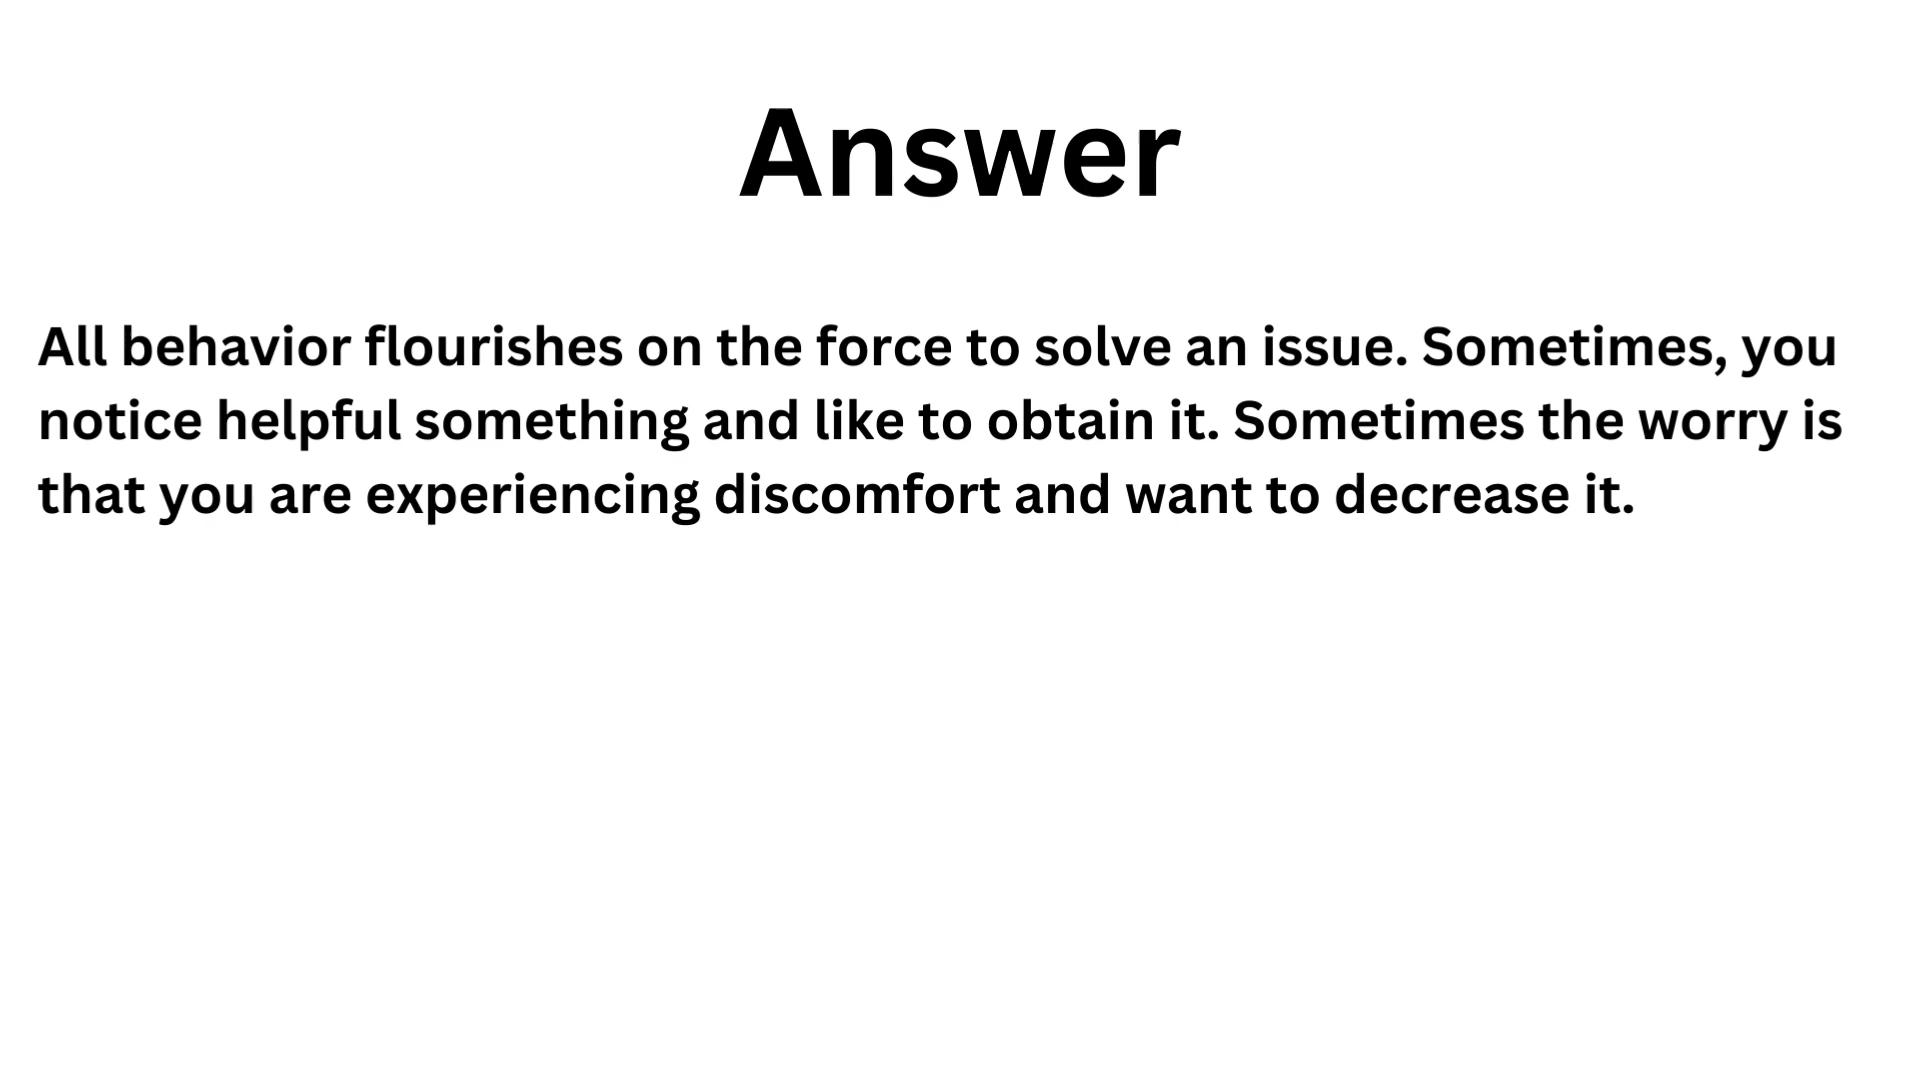 Answer
All behavior flourishes on the force to solve an issue. Sometimes, you
notice helpful something and like to obtain it. Sometimes the worry is
that you are experiencing discomfort and want to decrease it.